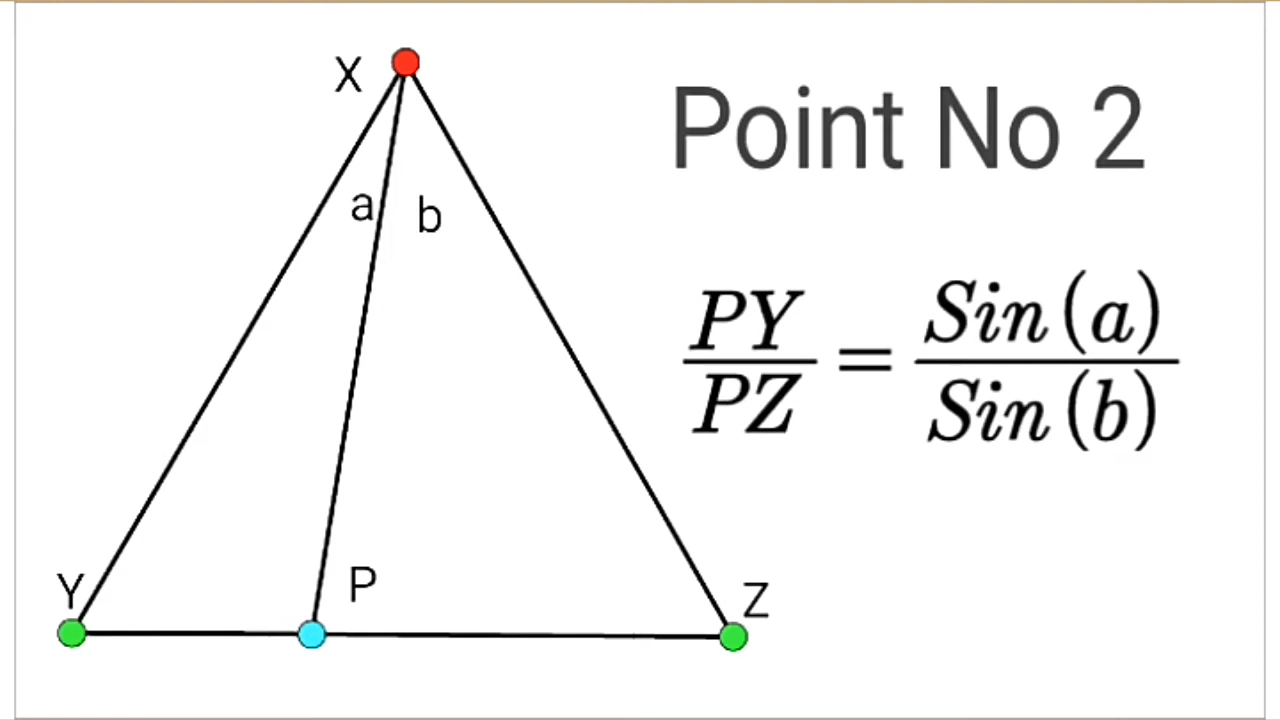 X
Point No 2
a
b
PY/PZ = Sin(a)/Sin(b)
Y
P
Z